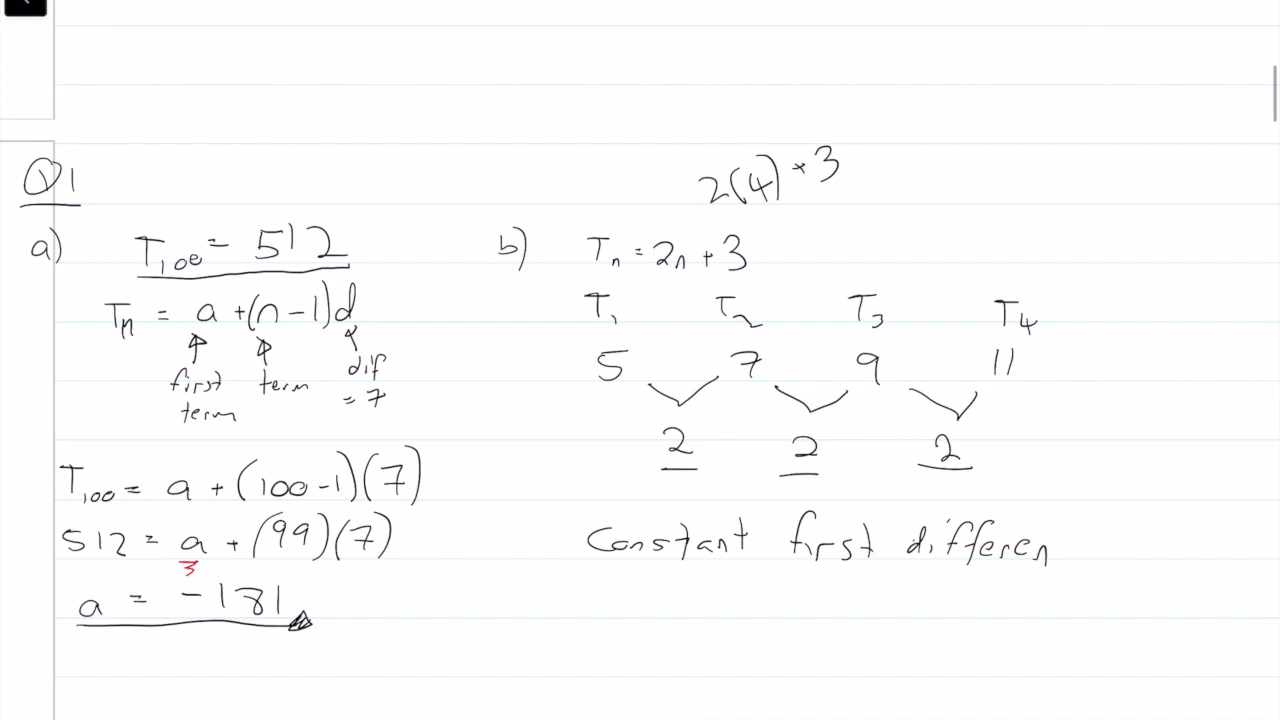 Q1
a)
T₁₀₀ = 512
Tₙ = a + (n - 1)d
first term
term
dif = 7
T₁₀₀ = a + (100 - 1)(7)
512 = a + (99)(7)
3
a = -181
2(4) + 3
b)
Tₙ = 2n + 3
T₁ T₂ T₃ T₄
5 7 9 11
2 2 2
Constant first differen